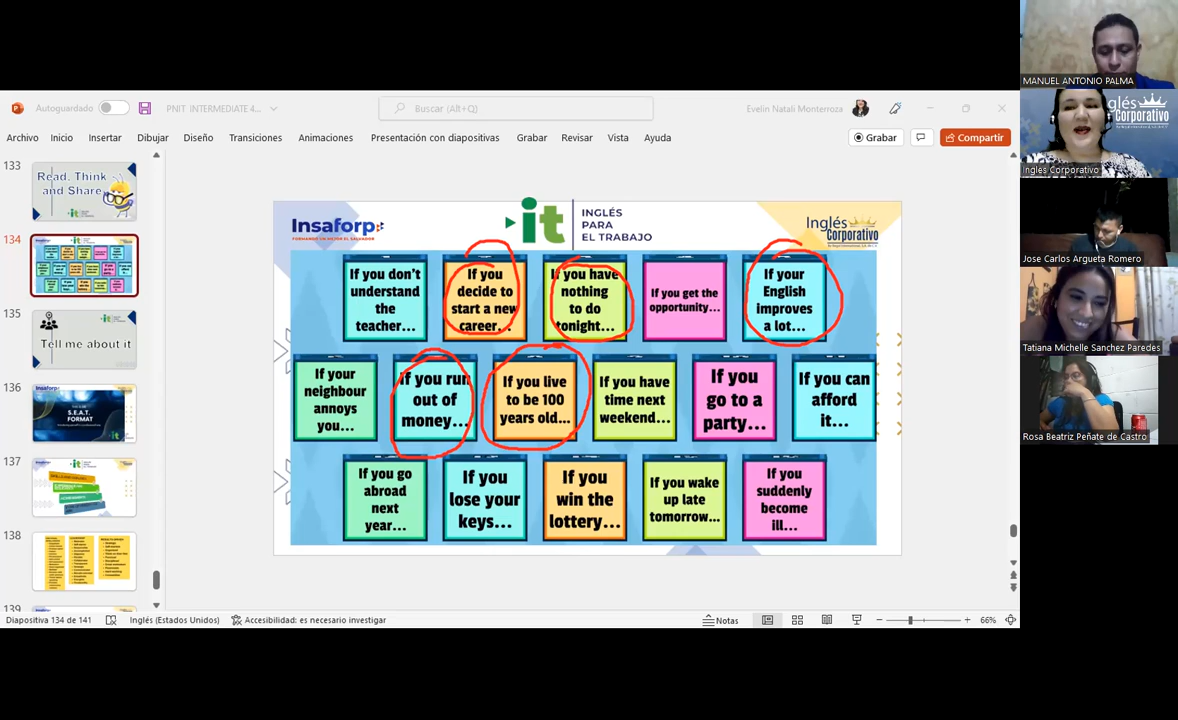 MANUEL ANTONIO PALMA
Autoguardado
PNIT_INTERMEDIATE 4...
Buscar (Alt+Q)
Evelin Natali Monterroza
Archivo Inicio Insertar Dibujar Diseño Transiciones Animaciones Presentación con diapositivas Grabar Revisar Vista Ayuda
Grabar
Compartir
glés
Corporativo
Ingles Corporativo
133
Read, Think
and Share
134
135
Tell me about it
136
S.E.A.T.
FORMAT
137
138
139
Insaforp
FORMANDO UN MEJOR EL SALVADOR
it
INGLÉS
PARA
EL TRABAJO
Inglés
Corporativo
If you don't
understand
the
teacher...
If you
decide to
start a new
career...
If you have
nothing
to do
tonight...
If you get the
opportunity...
If your
English
improves
a lot...
If your
neighbour
annoys
you...
If you run
out of
money...
If you live
to be 100
years old...
If you have
time next
weekend...
If you
go to a
party...
If you can
afford
it...
If you go
abroad
next
year...
If you
lose your
keys...
If you
win the
lottery...
If you wake
up late
tomorrow...
If you
suddenly
become
ill...
Jose Carlos Argueta Romero
Tatiana Michelle Sanchez Paredes
Rosa Beatriz Peñate de Castro
Diapositiva 134 de 141
Inglés (Estados Unidos)
Accesibilidad: es necesario investigar
Notas
66%